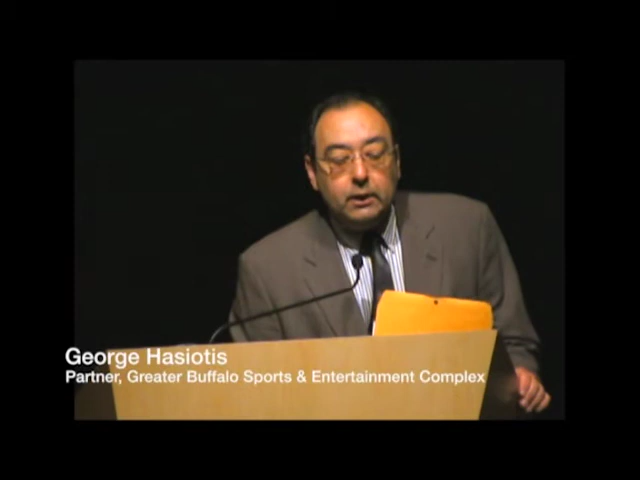 George Hasiotis
Partner, Greater Buffalo Sports & Entertainment Complex